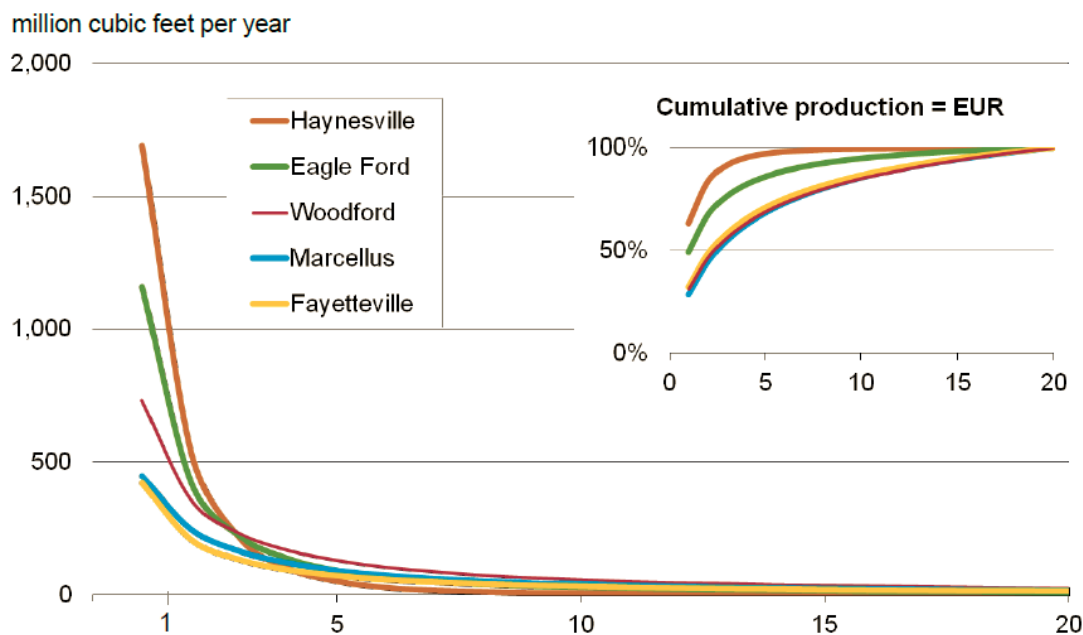 million cubic feet per year
2,000
1,500
1,000
500
0
Haynesville
Eagle Ford
Woodford
Marcellus
Fayetteville
Cumulative production = EUR
100%
50%
0%
0 5 10 15 20
1 5 10 15 20